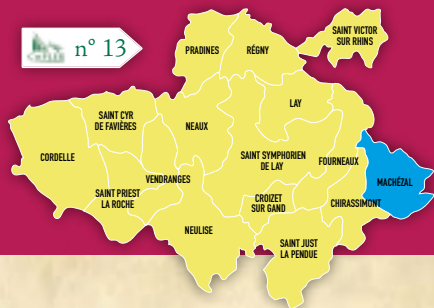 n° 13
PRADINES
RÉGNY
SAINT VICTOR
SUR RHINS
LAY
SAINT CYR
DE FAVIÈRES
NEAUX
CORDELLE
SAINT SYMPHORIEN
DE LAY
FOURNEAUX
MACHÉZAL
VENDRANGES
SAINT PRIEST
LA ROCHE
CROIZET
SUR GAND
CHIRASSIMONT
NEULISE
SAINT JUST
LA PENDUE